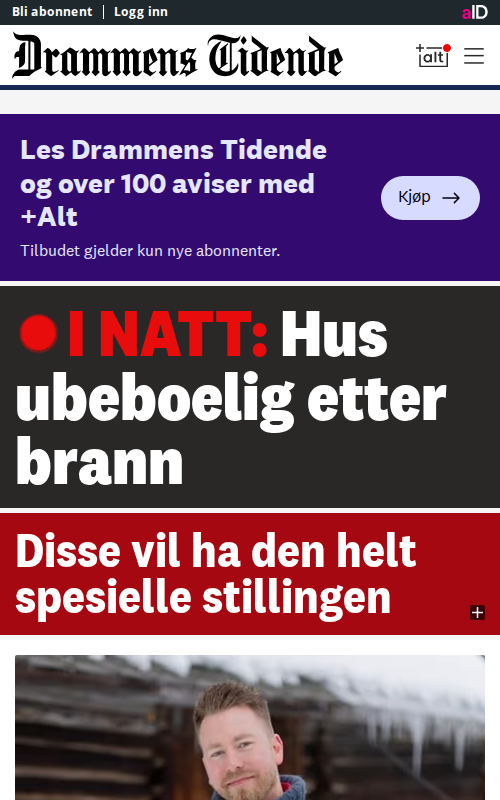 Bli abonnent | Logg inn
aID
Drammens Tidende
+alt
Les Drammens Tidende
og over 100 aviser med
+Alt
Kjøp →
Tilbudet gjelder kun nye abonnenter.
I NATT: Hus
ubeboelig etter
brann
Disse vil ha den helt
spesielle stillingen
+